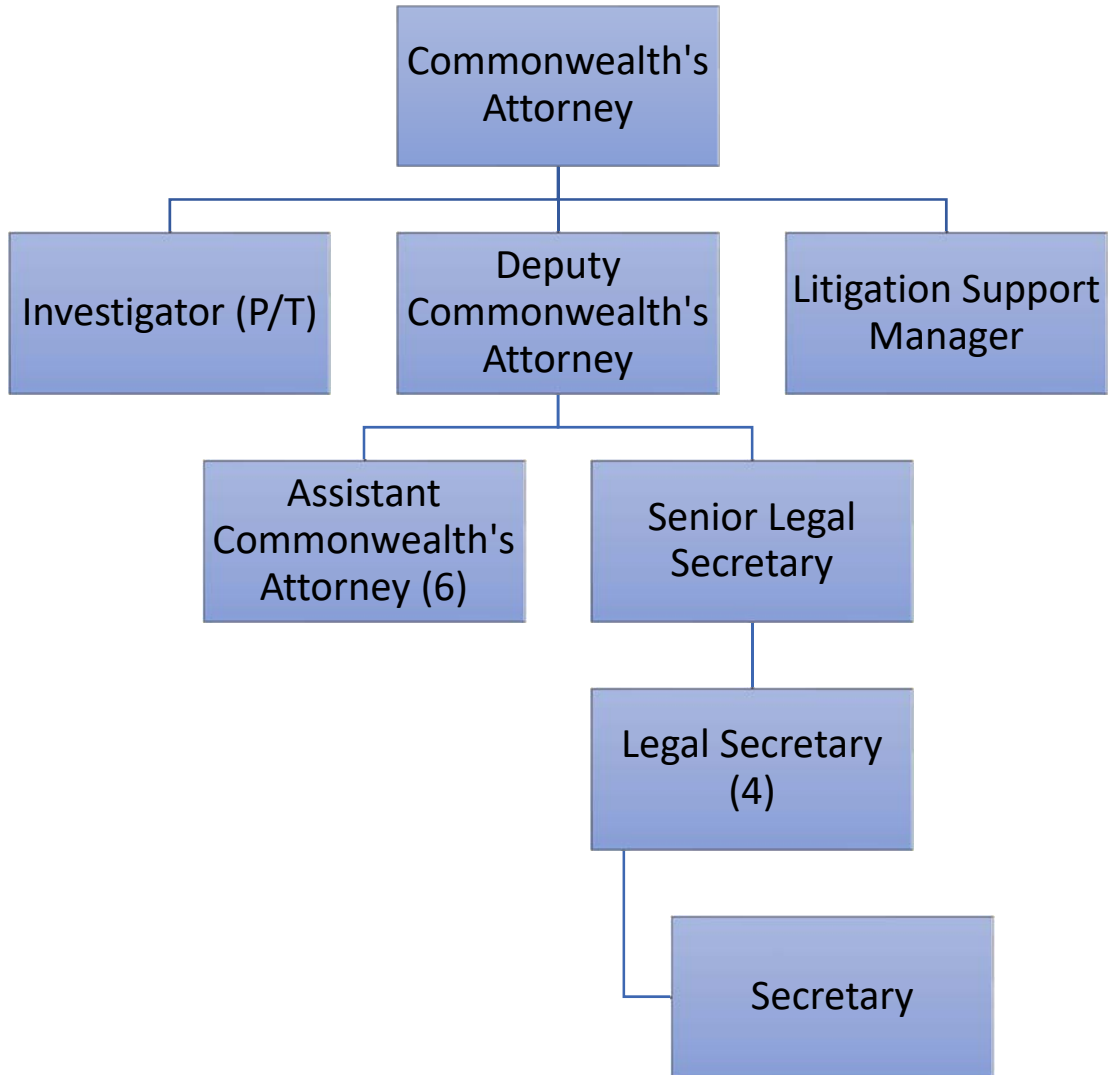 Commonwealth's
Attorney
Investigator (P/T)
Deputy
Commonwealth's
Attorney
Litigation Support
Manager
Assistant
Commonwealth's
Attorney (6)
Senior Legal
Secretary
Legal Secretary
(4)
Secretary